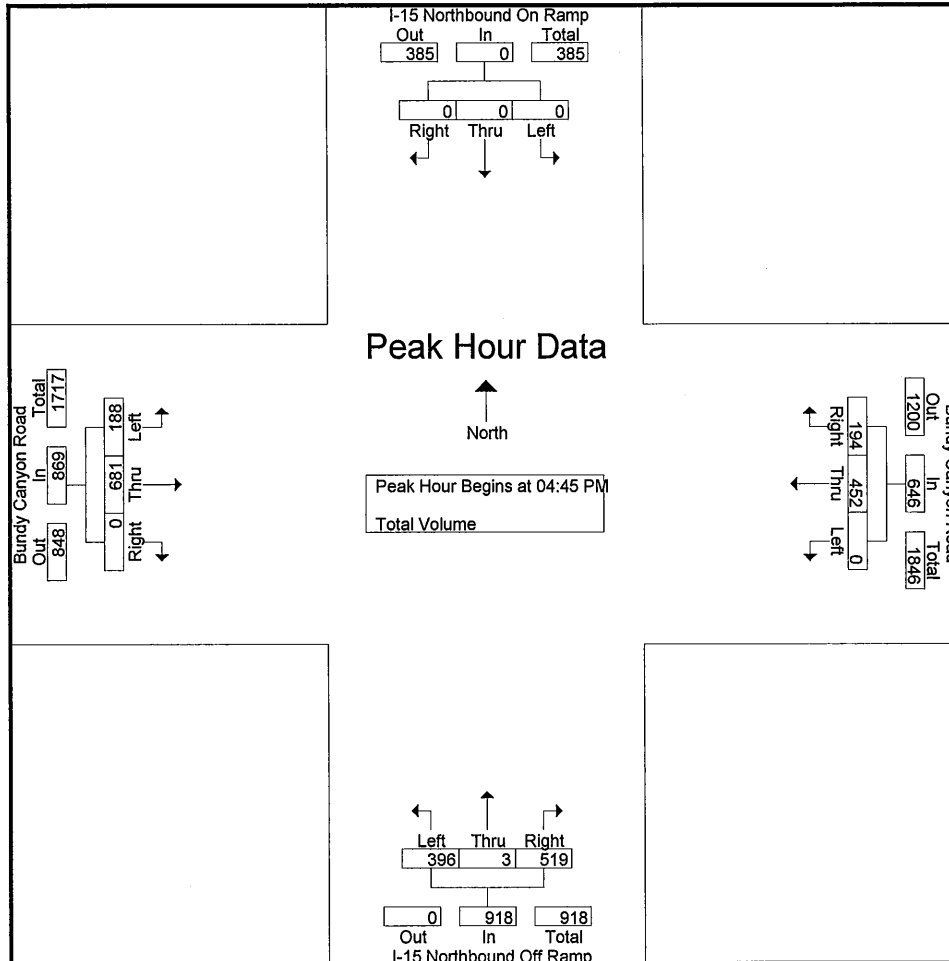 I-15 Northbound On Ramp
Out In Total
385 0 385
0 0 0
Right Thru Left
Peak Hour Data
North
Peak Hour Begins at 04:45 PM
Total Volume
Bundy Canyon Road
Out In Total
848 869 1717
Left Thru Right
188 681 0
Right Thru Left
194 452 0
Out In Total
1200 646 1846
Bundy Canyon Road
Left Thru Right
396 3 519
0 918 918
Out In Total
I-15 Northbound Off Ramp